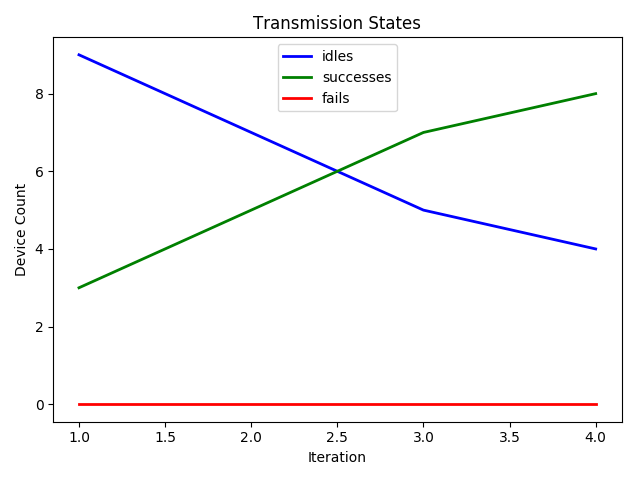 Transmission States
idles
successes
fails
Device Count
8
6
4
2
0
1.0 1.5 2.0 2.5 3.0 3.5 4.0
Iteration